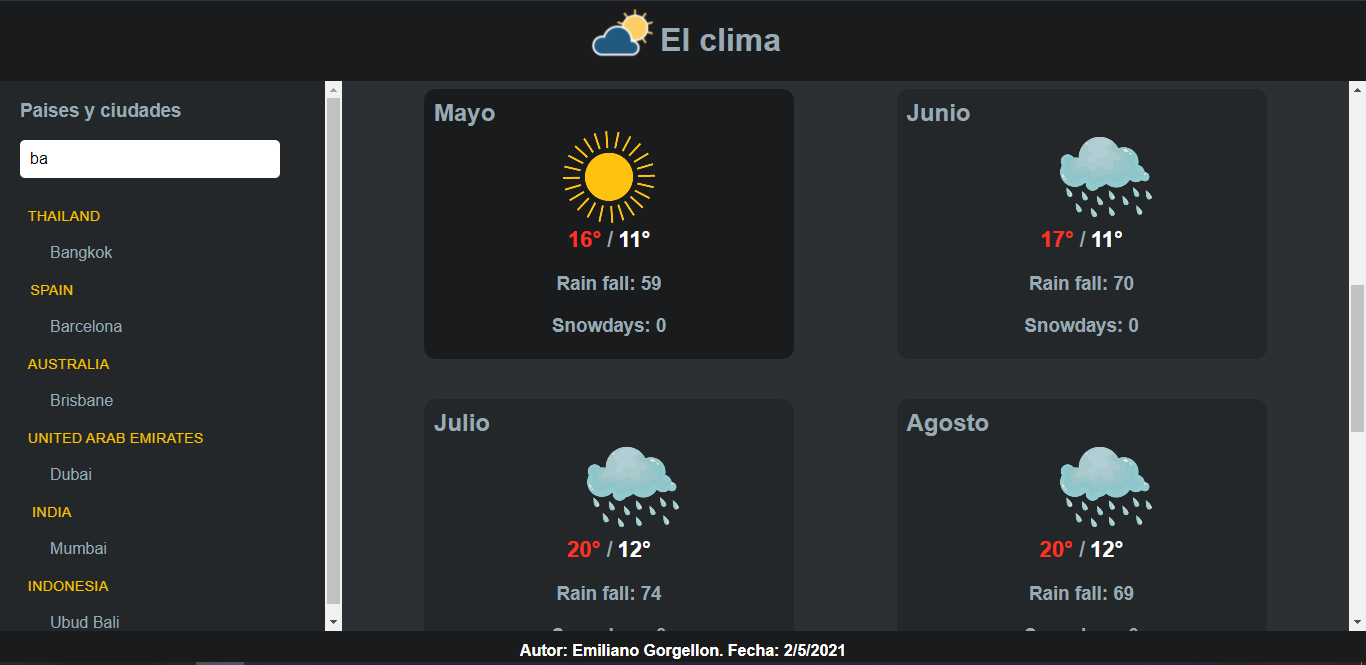 El clima
Paises y ciudades
ba
THAILAND
Bangkok
SPAIN
Barcelona
AUSTRALIA
Brisbane
UNITED ARAB EMIRATES
Dubai
INDIA
Mumbai
INDONESIA
Ubud Bali
Mayo
16° / 11°
Rain fall: 59
Snowdays: 0
Junio
17° / 11°
Rain fall: 70
Snowdays: 0
Julio
20° / 12°
Rain fall: 74
Agosto
20° / 12°
Rain fall: 69
Autor: Emiliano Gorgellon. Fecha: 2/5/2021